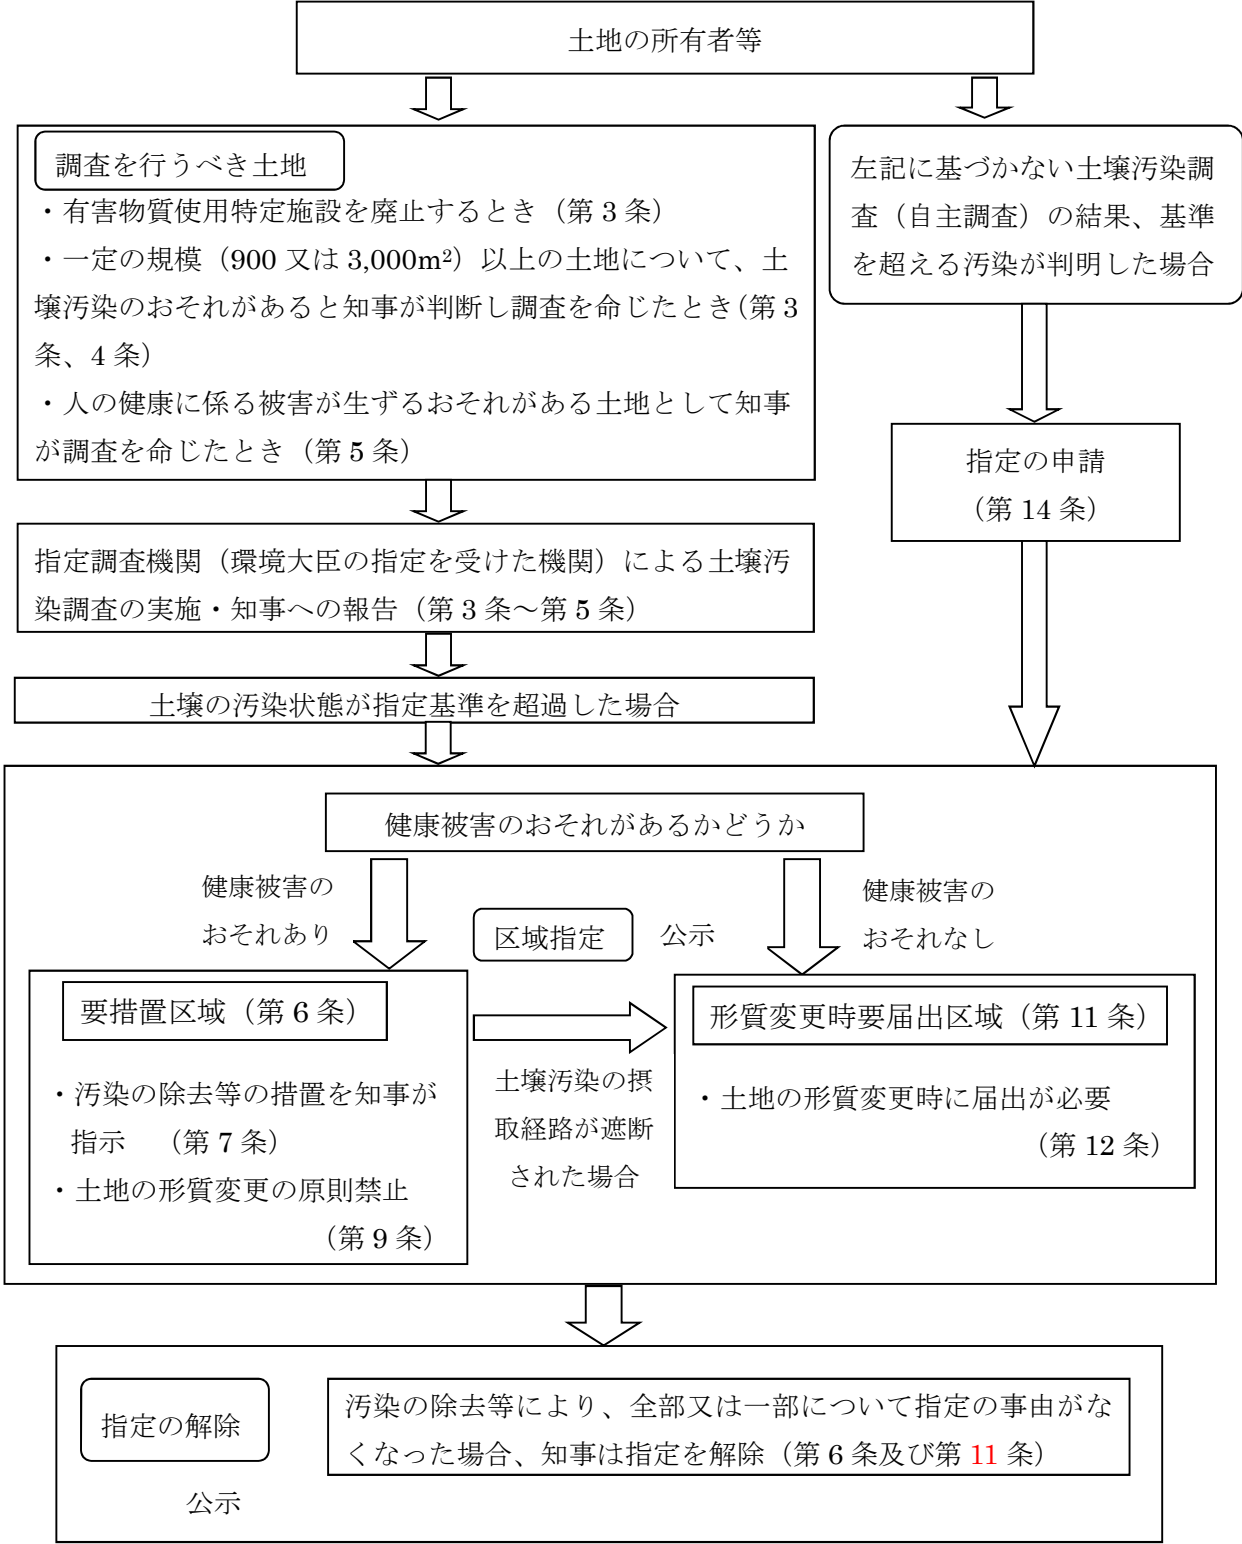 土地の所有者等
調査を行うべき土地
・有害物質使用特定施設を廃止するとき（第 3 条）
・一定の規模（900 又は 3,000m²）以上の土地について、土
壌汚染のおそれがあると知事が判断し調査を命じたとき（第 3
条、4 条）
・人の健康に係る被害が生ずるおそれがある土地として知事
が調査を命じたとき（第 5 条）
左記に基づかない土壌汚染調
査（自主調査）の結果、基準
を超える汚染が判明した場合
指定の申請
（第 14 条）
指定調査機関（環境大臣の指定を受けた機関）による土壌汚
染調査の実施・知事への報告（第 3 条～第 5 条）
土壌の汚染状態が指定基準を超過した場合
健康被害のおそれがあるかどうか
健康被害の
おそれあり
区域指定
公示
健康被害の
おそれなし
要措置区域（第 6 条）
・汚染の除去等の措置を知事が
指示　（第 7 条）
・土地の形質変更の原則禁止
（第 9 条）
土壌汚染の摂
取経路が遮断
された場合
形質変更時要届出区域（第 11 条）
・土地の形質変更時に届出が必要
（第 12 条）
指定の解除
公示
汚染の除去等により、全部又は一部について指定の事由がな
くなった場合、知事は指定を解除（第 6 条及び第 11 条）